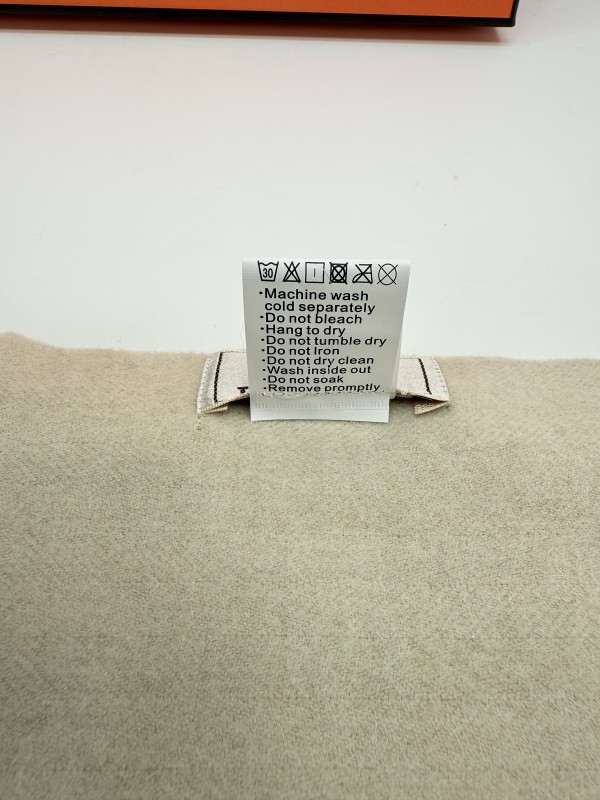 30
·Machine wash
cold separately
·Do not bleach
·Hang to dry
·Do not tumble dry
·Do not Iron
·Do not dry clean
·Wash inside out
·Do not soak
·Remove promptly